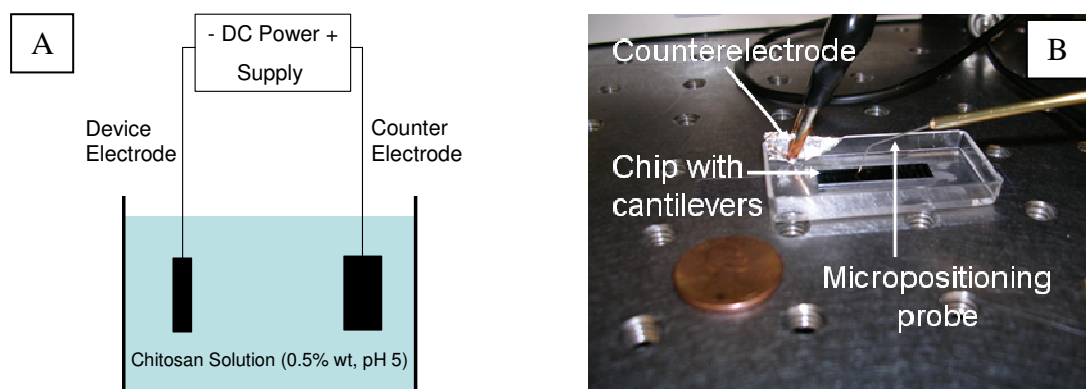 A
- DC Power +
Supply
Device
Electrode
Counter
Electrode
Chitosan Solution (0.5% wt, pH 5)
B
Counterelectrode
Chip with
cantilevers
Micropositioning
probe